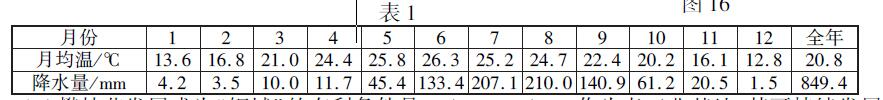 表 1
图 16
月份 1 2 3 4 5 6 7 8 9 10 11 12 全年
月均温/℃ 13.6 16.8 21.0 24.4 25.8 26.3 25.2 24.7 22.4 20.2 16.1 12.8 20.8
降水量/mm 4.2 3.5 10.0 11.7 45.4 133.4 207.1 210.0 140.9 61.2 20.5 1.5 849.4